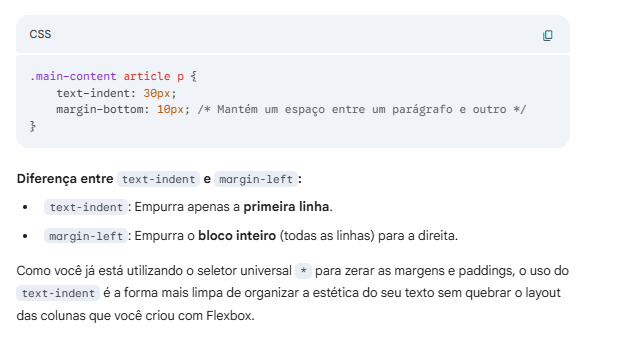 CSS
.main-content article p {
text-indent: 30px;
margin-bottom: 10px; /* Mantém um espaço entre um parágrafo e outro */
}
Diferença entre text-indent e margin-left:
• text-indent: Empurra apenas a primeira linha.
• margin-left: Empurra o bloco inteiro (todas as linhas) para a direita.
Como você já está utilizando o seletor universal * para zerar as margens e paddings, o uso do
text-indent é a forma mais limpa de organizar a estética do seu texto sem quebrar o layout
das colunas que você criou com Flexbox.